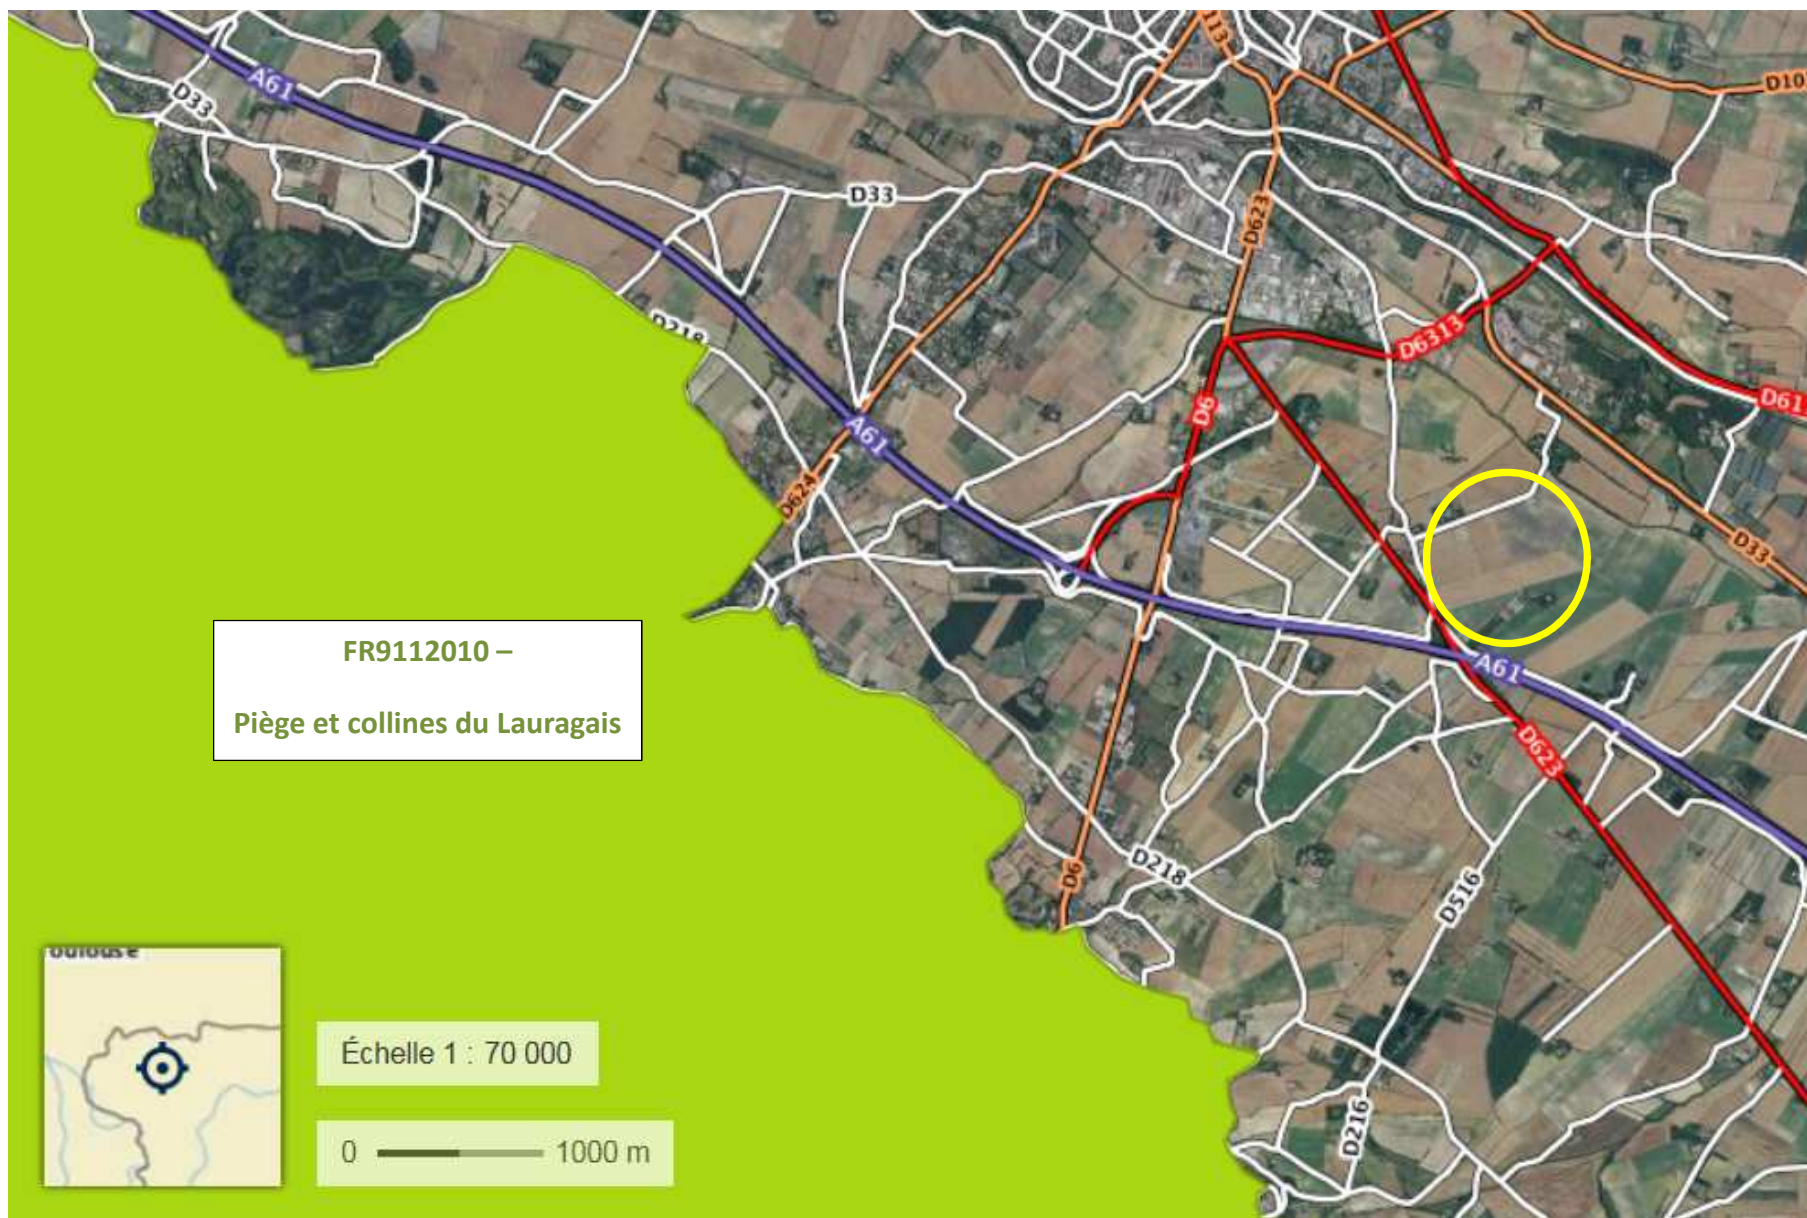 113
D10
A61
D33
D33
D623
D218
D6313
D6
D61
A61
D624
D33
FR9112010 –
Piège et collines du Lauragais
A61
D623
D218
D6
D516
Échelle 1 : 70 000
D216
0 1000 m